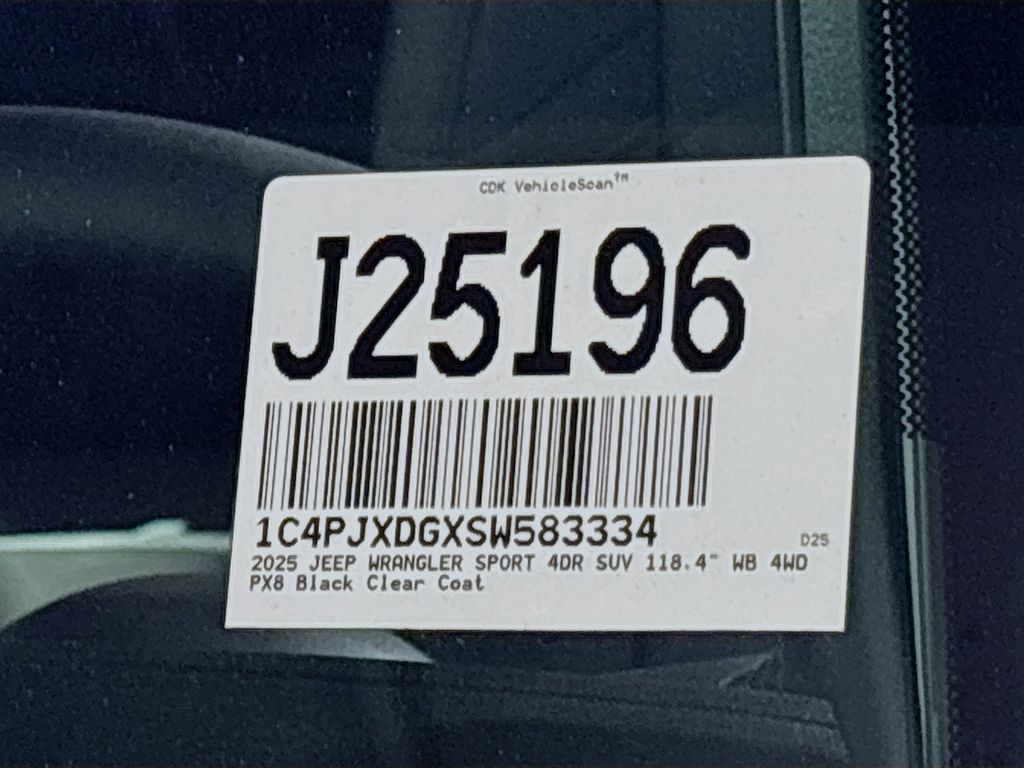 CDK VehicleScan™
J25196
1C4PJXDGXSW583334
D25
2025 JEEP WRANGLER SPORT 4DR SUV 118.4" WB 4WD
PX8 Black Clear Coat